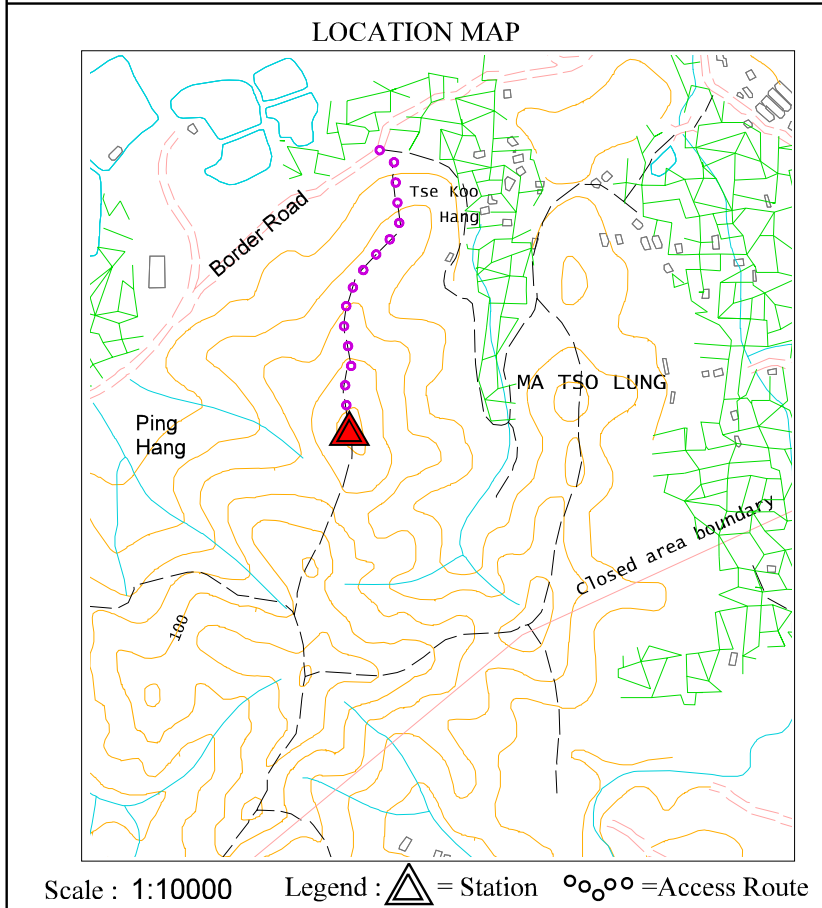 LOCATION MAP
Tse Koo
Hang
Border Road
MA TSO LUNG
Ping
Hang
Closed area boundary
100
Scale : 1:10000 Legend : = Station =Access Route